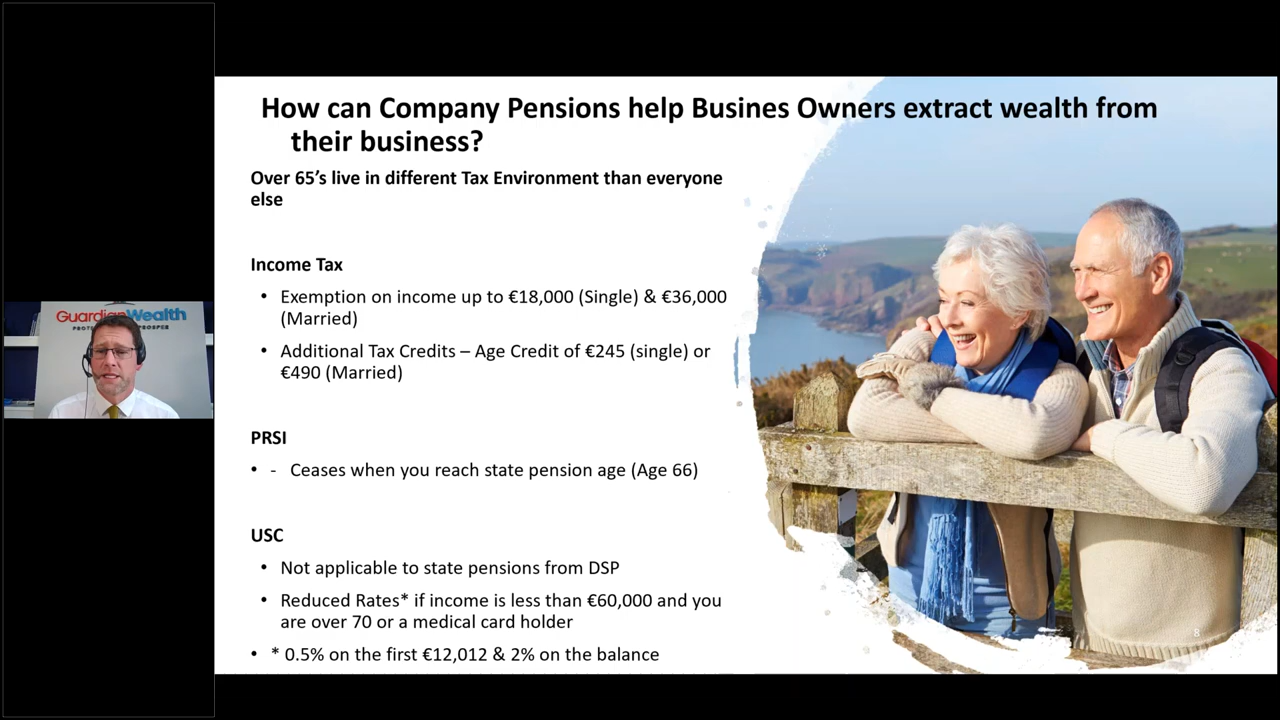 How can Company Pensions help Busines Owners extract wealth from
their business?
Over 65's live in different Tax Environment than everyone
else
Income Tax
• Exemption on income up to €18,000 (Single) & €36,000
(Married)
• Additional Tax Credits – Age Credit of €245 (single) or
€490 (Married)
PRSI
• - Ceases when you reach state pension age (Age 66)
USC
• Not applicable to state pensions from DSP
• Reduced Rates* if income is less than €60,000 and you
are over 70 or a medical card holder
• * 0.5% on the first €12,012 & 2% on the balance
8
GuardianWealth
PROSPER